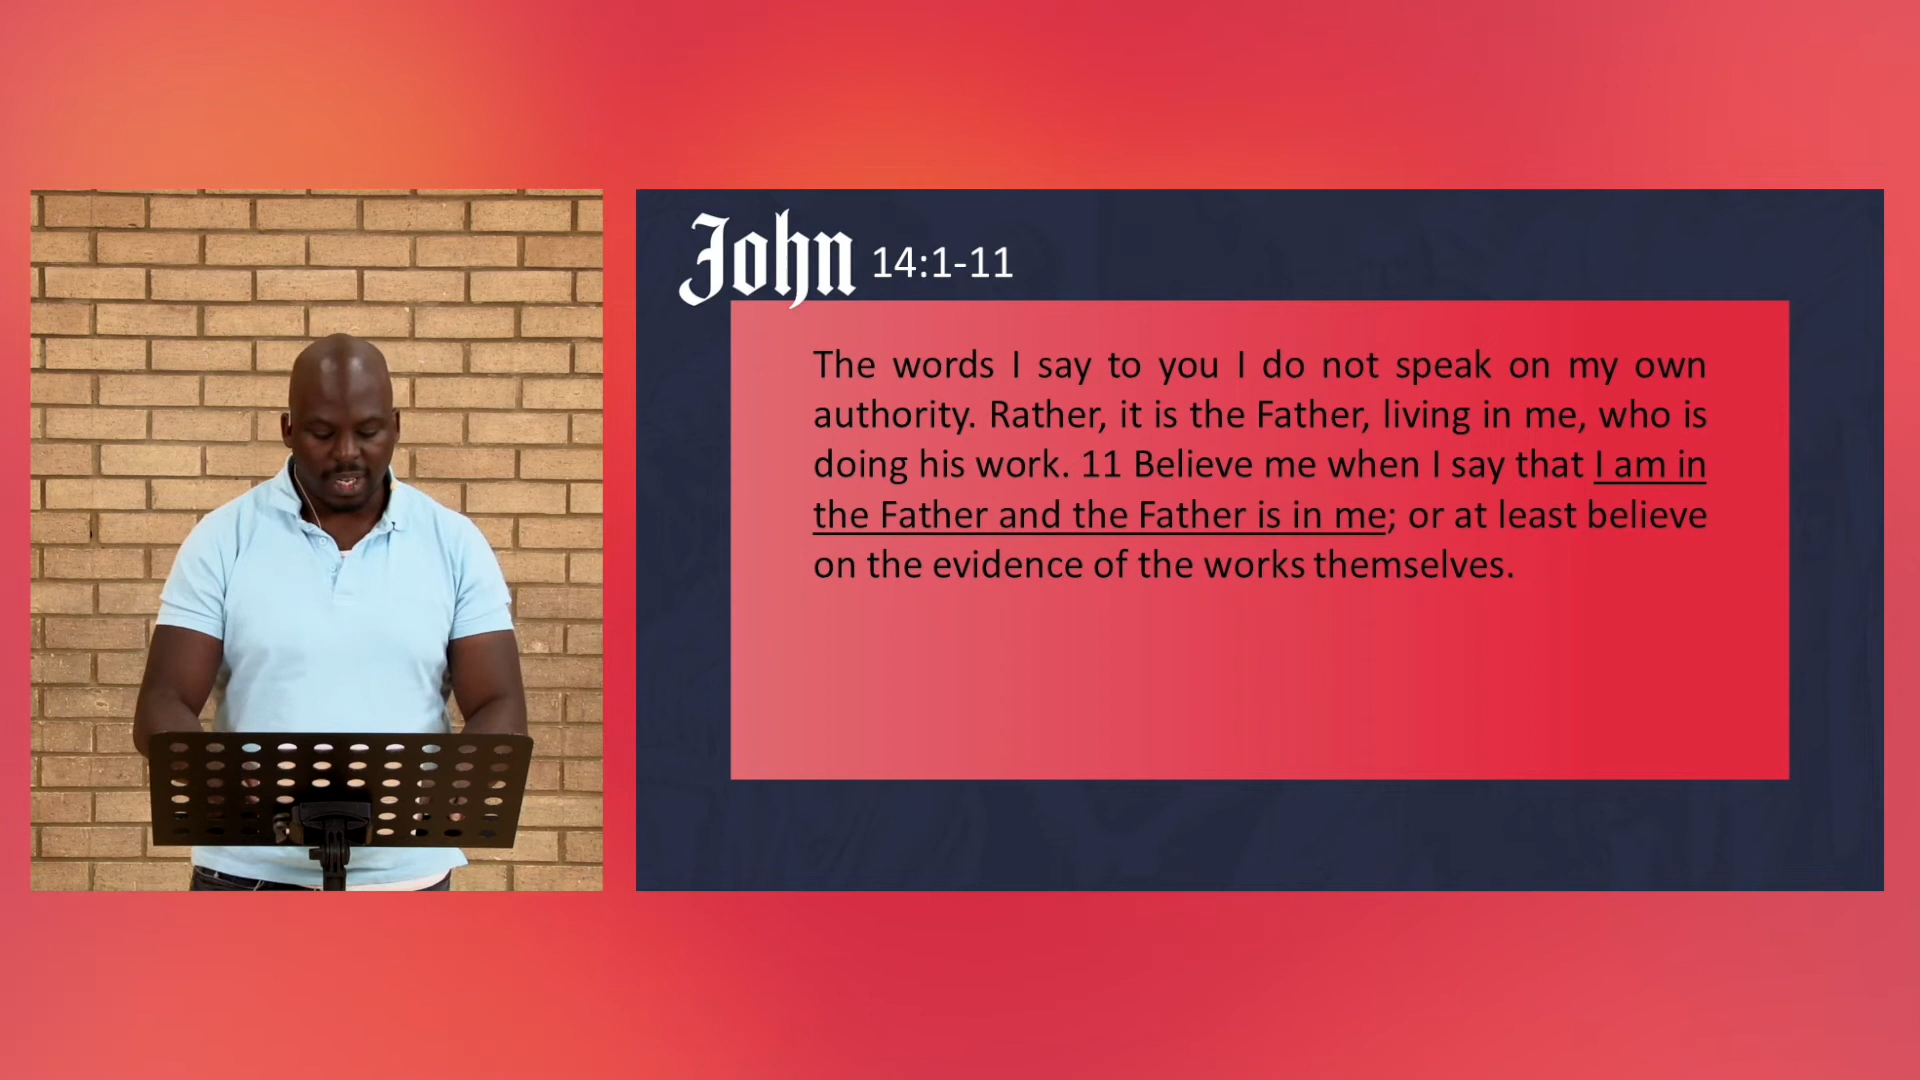 John 14:1-11
The words I say to you I do not speak on my own
authority. Rather, it is the Father, living in me, who is
doing his work. 11 Believe me when I say that I am in
the Father and the Father is in me; or at least believe
on the evidence of the works themselves.